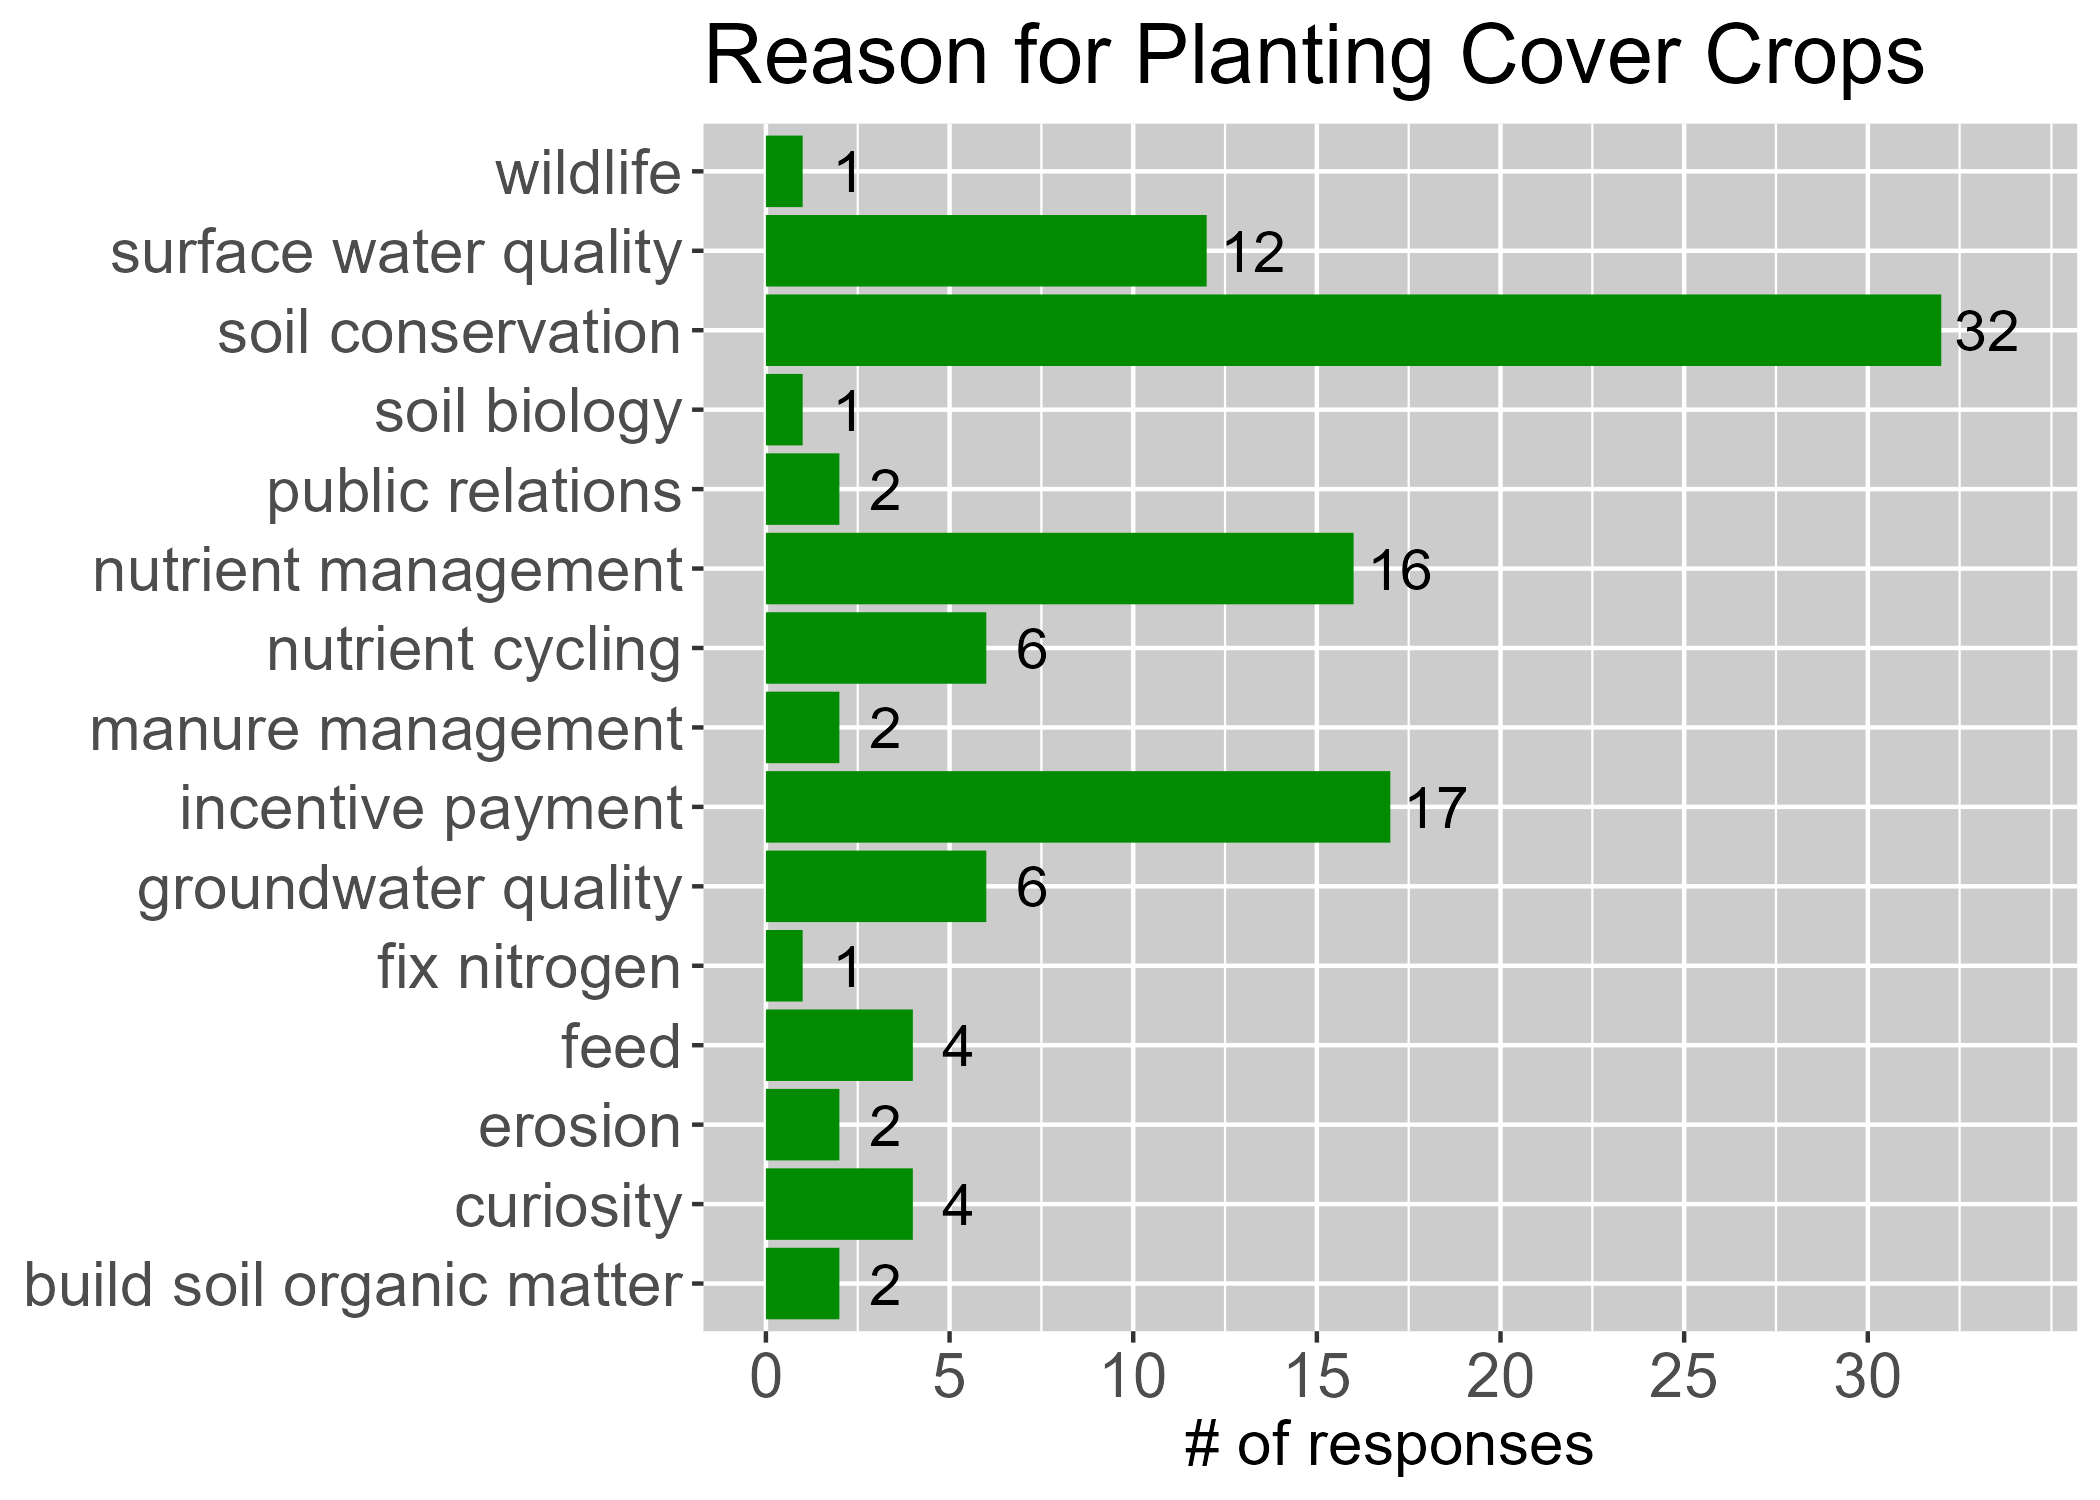 Reason for Planting Cover Crops
wildlife 1
surface water quality 12
soil conservation 32
soil biology 1
public relations 2
nutrient management 16
nutrient cycling 6
manure management 2
incentive payment 17
groundwater quality 6
fix nitrogen 1
feed 4
erosion 2
curiosity 4
build soil organic matter 2
0 5 10 15 20 25 30
# of responses